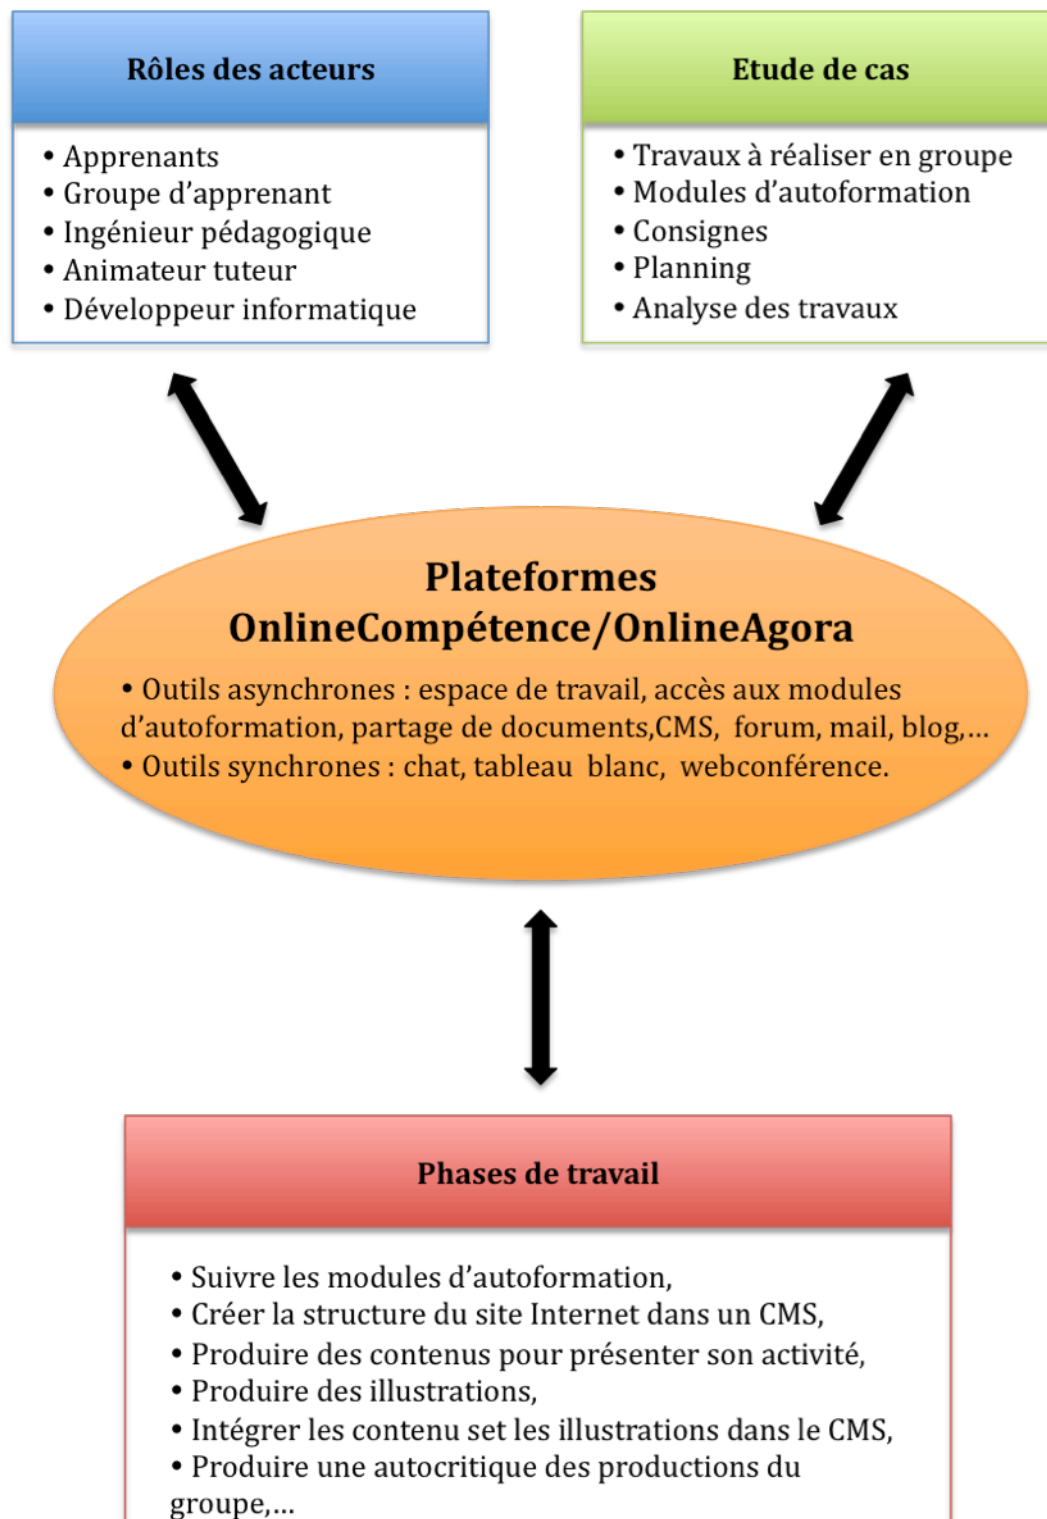 Rôles des acteurs
• Apprenants
• Groupe d’apprenant
• Ingénieur pédagogique
• Animateur tuteur
• Développeur informatique
Etude de cas
• Travaux à réaliser en groupe
• Modules d’autoformation
• Consignes
• Planning
• Analyse des travaux
Plateformes
OnlineCompétence/OnlineAgora
• Outils asynchrones : espace de travail, accès aux modules
d’autoformation, partage de documents,CMS, forum, mail, blog,…
• Outils synchrones : chat, tableau blanc, webconférence.
Phases de travail
• Suivre les modules d’autoformation,
• Créer la structure du site Internet dans un CMS,
• Produire des contenus pour présenter son activité,
• Produire des illustrations,
• Intégrer les contenu set les illustrations dans le CMS,
• Produire une autocritique des productions du
groupe,…